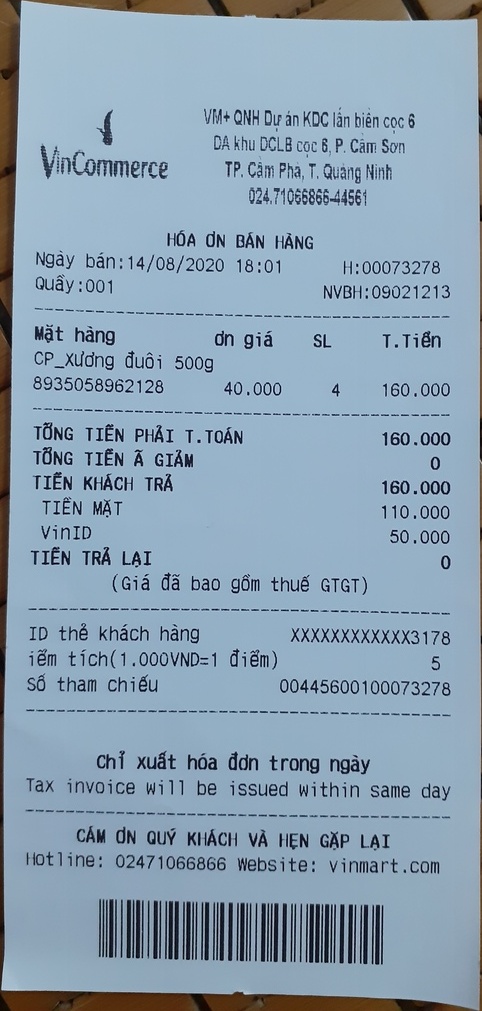 VinCommerce
VM+ QNH Dự án KDC lấn biển cọc 6
DA khu DCLB cọc 6, P. Cẩm Sơn
TP. Cẩm Phả, T. Quảng Ninh
024.71066866-44561
HÓA ƠN BÁN HÀNG
Ngày bán:14/08/2020 18:01 H:00073278
Quầy:001 NVBH:09021213
Mặt hàng ơn giá SL T.Tiền
CP_Xương đuôi 500g
8935058962128 40.000 4 160.000
TỔNG TIỀN PHẢI T.TOÁN 160.000
TỔNG TIỀN Ã GIẢM 0
TIỀN KHÁCH TRẢ 160.000
TIỀN MẶT 110.000
VinID 50.000
TIỀN TRẢ LẠI 0
(Giá đã bao gồm thuế GTGT)
ID thẻ khách hàng XXXXXXXXXXXX3178
iểm tích(1.000VND=1 điểm) 5
Số tham chiếu 00445600100073278
Chỉ xuất hóa đơn trong ngày
Tax invoice will be issued within same day
CẢM ƠN QUÝ KHÁCH VÀ HẸN GẶP LẠI
Hotline: 02471066866 Website: vinmart.com